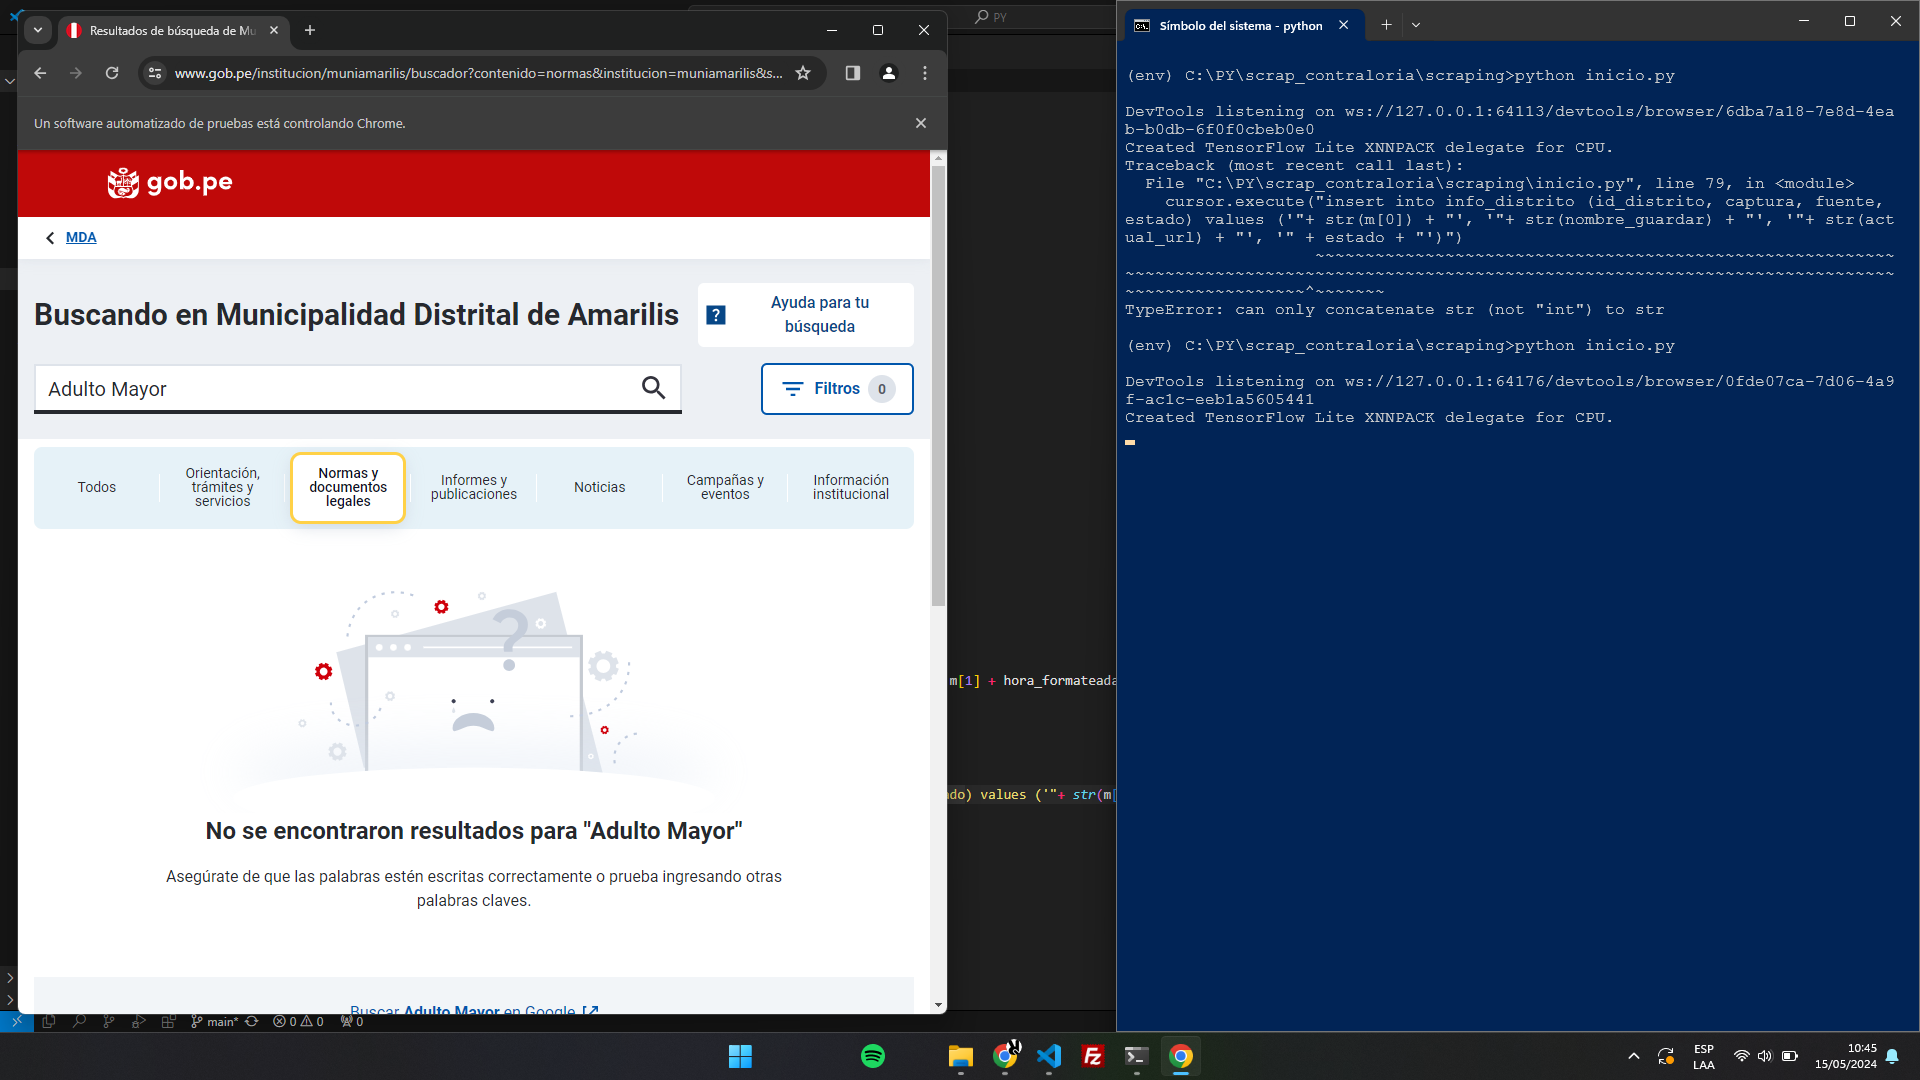 PY
Resultados de búsqueda de Mu
www.gob.pe/institucion/muniamarilis/buscador?contenido=normas&institucion=muniamarilis&s...
Un software automatizado de pruebas está controlando Chrome.
gob.pe
MDA
Buscando en Municipalidad Distrital de Amarilis
? Ayuda para tu
búsqueda
Adulto Mayor
Filtros 0
Todos
Orientación,
trámites y
servicios
Normas y
documentos
legales
Informes y
publicaciones
Noticias
Campañas y
eventos
Información
institucional
?
No se encontraron resultados para "Adulto Mayor"
Asegúrate de que las palabras estén escritas correctamente o prueba ingresando otras
palabras claves.
Buscar Adulto Mayor en Google
m[1] + hora_formateada
do) values ('"+ str(m[
main* 0 0 0
Símbolo del sistema - python
(env) C:\PY\scrap_contraloria\scraping>python inicio.py
DevTools listening on ws://127.0.0.1:64113/devtools/browser/6dba7a18-7e8d-4ea
b-b0db-6f0f0cbeb0e0
Created TensorFlow Lite XNNPACK delegate for CPU.
Traceback (most recent call last):
  File "C:\PY\scrap_contraloria\scraping\inicio.py", line 79, in <module>
    cursor.execute("insert into info_distrito (id_distrito, captura, fuente,
estado) values ('"+ str(m[0]) + "', '"+ str(nombre_guardar) + "', '"+ str(act
ual_url) + "', '" + estado + "')")
                   ~~~~~~~~~~~~~~~~~~~~~~~~~~~~~~~~~~~~~~~~~~~~~~~~~~~~~~~~~~
~~~~~~~~~~~~~~~~~~~~~~~~~~~~~~~~~~~~~~~~~~~~~~~~~~~~~~~~~~~~~~~~~~~~~~~~~~~~~
~~~~~~~~~~~~~~~~~~^~~~~~~~
TypeError: can only concatenate str (not "int") to str
(env) C:\PY\scrap_contraloria\scraping>python inicio.py
DevTools listening on ws://127.0.0.1:64176/devtools/browser/0fde07ca-7d06-4a9
f-ac1c-eeb1a5605441
Created TensorFlow Lite XNNPACK delegate for CPU.
ESP
LAA
10:45
15/05/2024